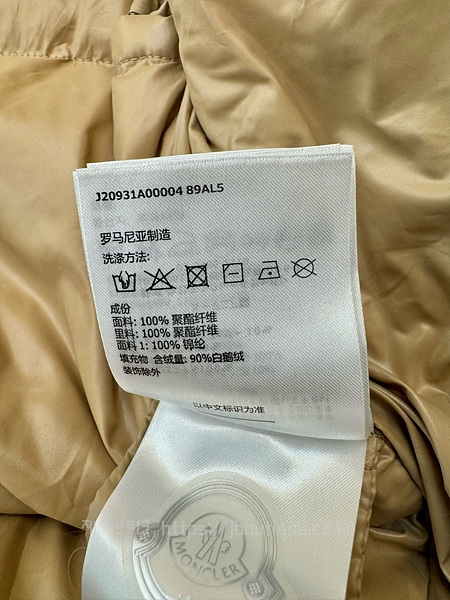 J20931A00004 89AL5
罗马尼亚制造
洗涤方法:
成份
面料: 100% 聚酯纤维
里料: 100% 聚酯纤维
面料 1: 100% 锦纶
填充物 含绒量: 90%白鹅绒
装饰除外
以中文标识为准
MONCLER